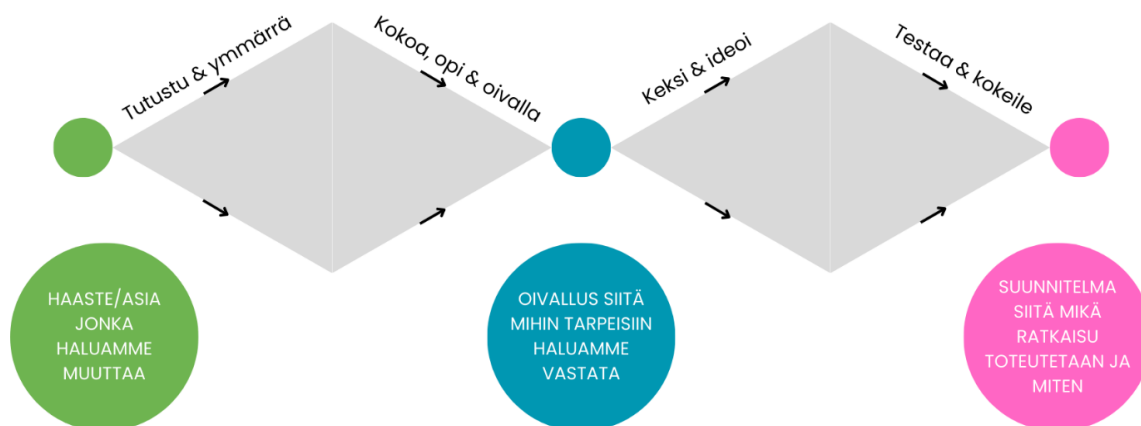 Tutustu & ymmärrä
Kokoa, opi & oivalla
Keksi & ideoi
Testaa & kokeile
HAASTE/ASIA
JONKA
HALUAMME
MUUTTAA
OIVALLUS SIITÄ
MIHIN TARPEISIIN
HALUAMME
VASTATA
SUUNNITELMA
SIITÄ MIKÄ
RATKAISU
TOTEUTETAAN JA
MITEN